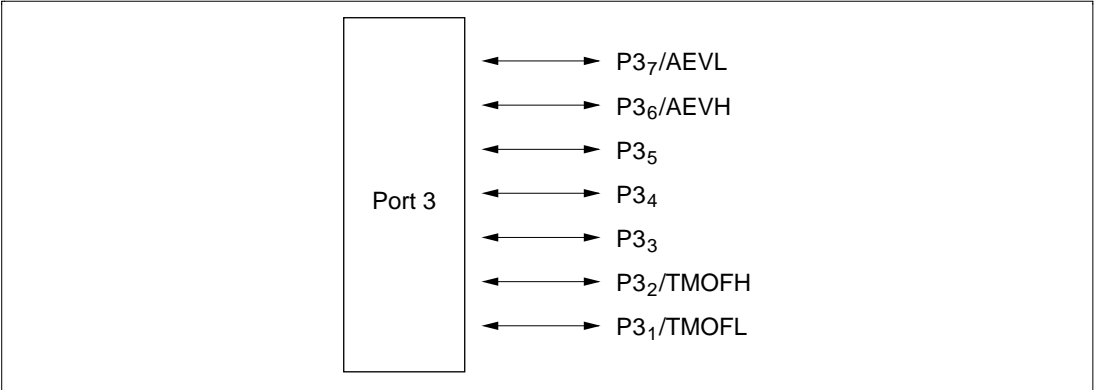 P3₇/AEVL
P3₆/AEVH
P3₅
Port 3
P3₄
P3₃
P3₂/TMOFH
P3₁/TMOFL